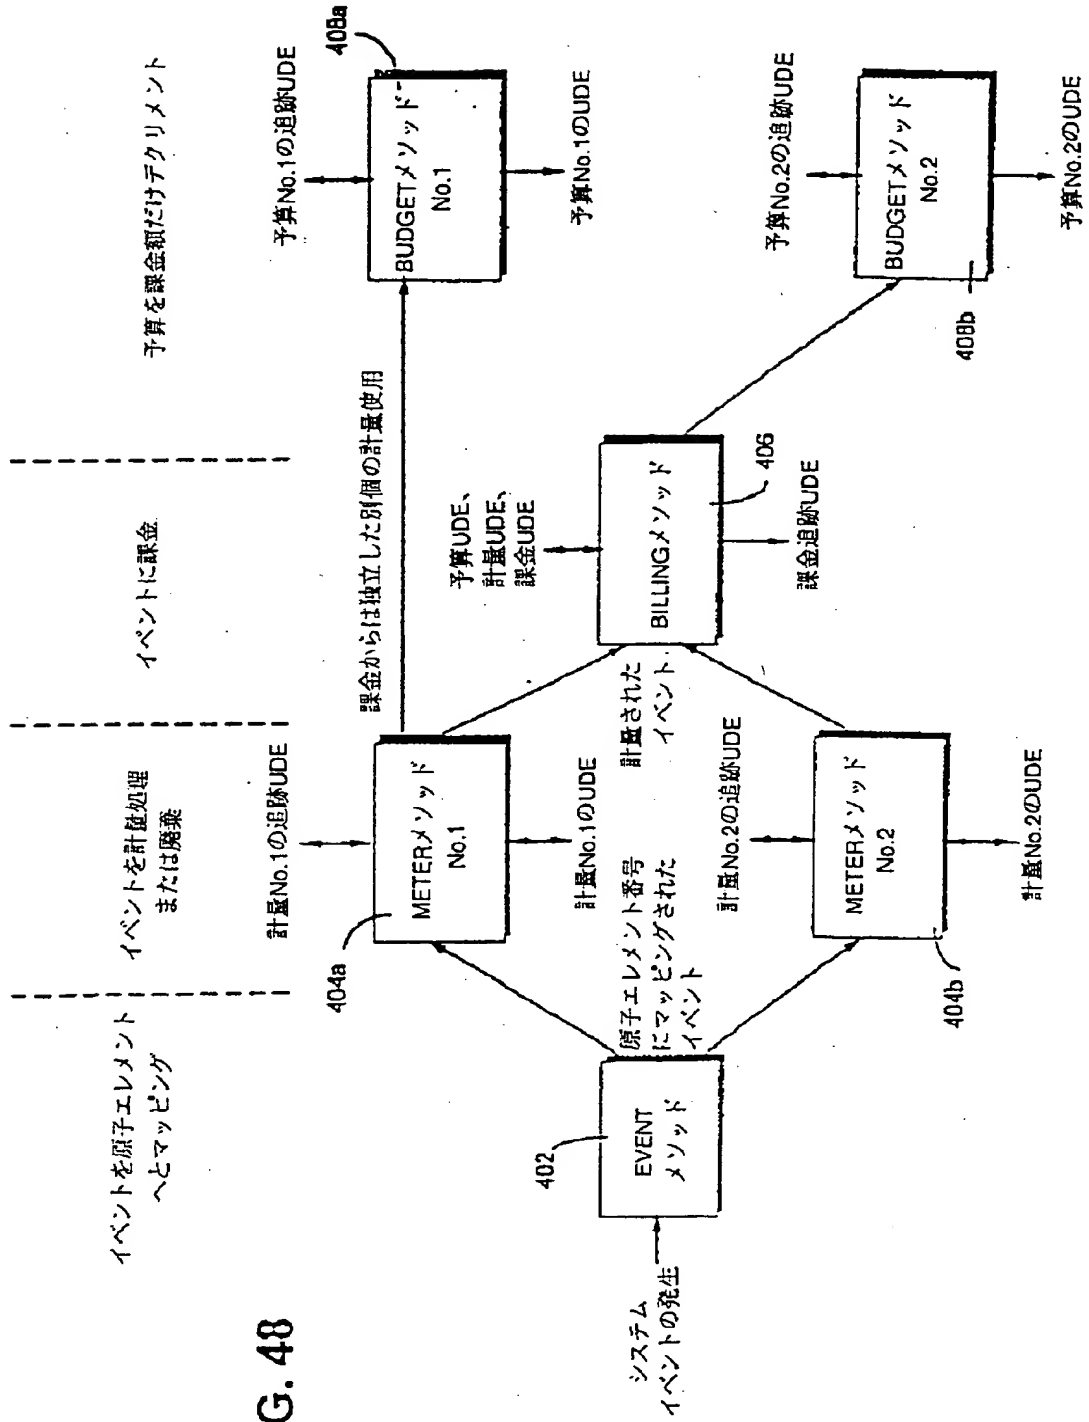 G. 48
イベントを原子エレメント
へとマッピング
イベントを計量処理
または廃棄
イベントに課金
予算を課金額だけデクリメント
システム
イベントの発生
402
EVENT
メソッド
原子エレメント番号
にマッピングされた
イベント
404a
計量No.1の追跡UDE
METERメソッド
No.1
計量No.1のUDE
計量No.2の追跡UDE
METERメソッド
No.2
404b
計量No.2のUDE
課金からは独立した別個の計量使用
計量された
イベント
予算UDE、
計量UDE、
課金UDE
BILLINGメソッド
406
課金追跡UDE
408a
予算No.1の追跡UDE
BUDGETメソッド
No.1
予算No.1のUDE
予算No.2の追跡UDE
BUDGETメソッド
No.2
408b
予算No.2のUDE